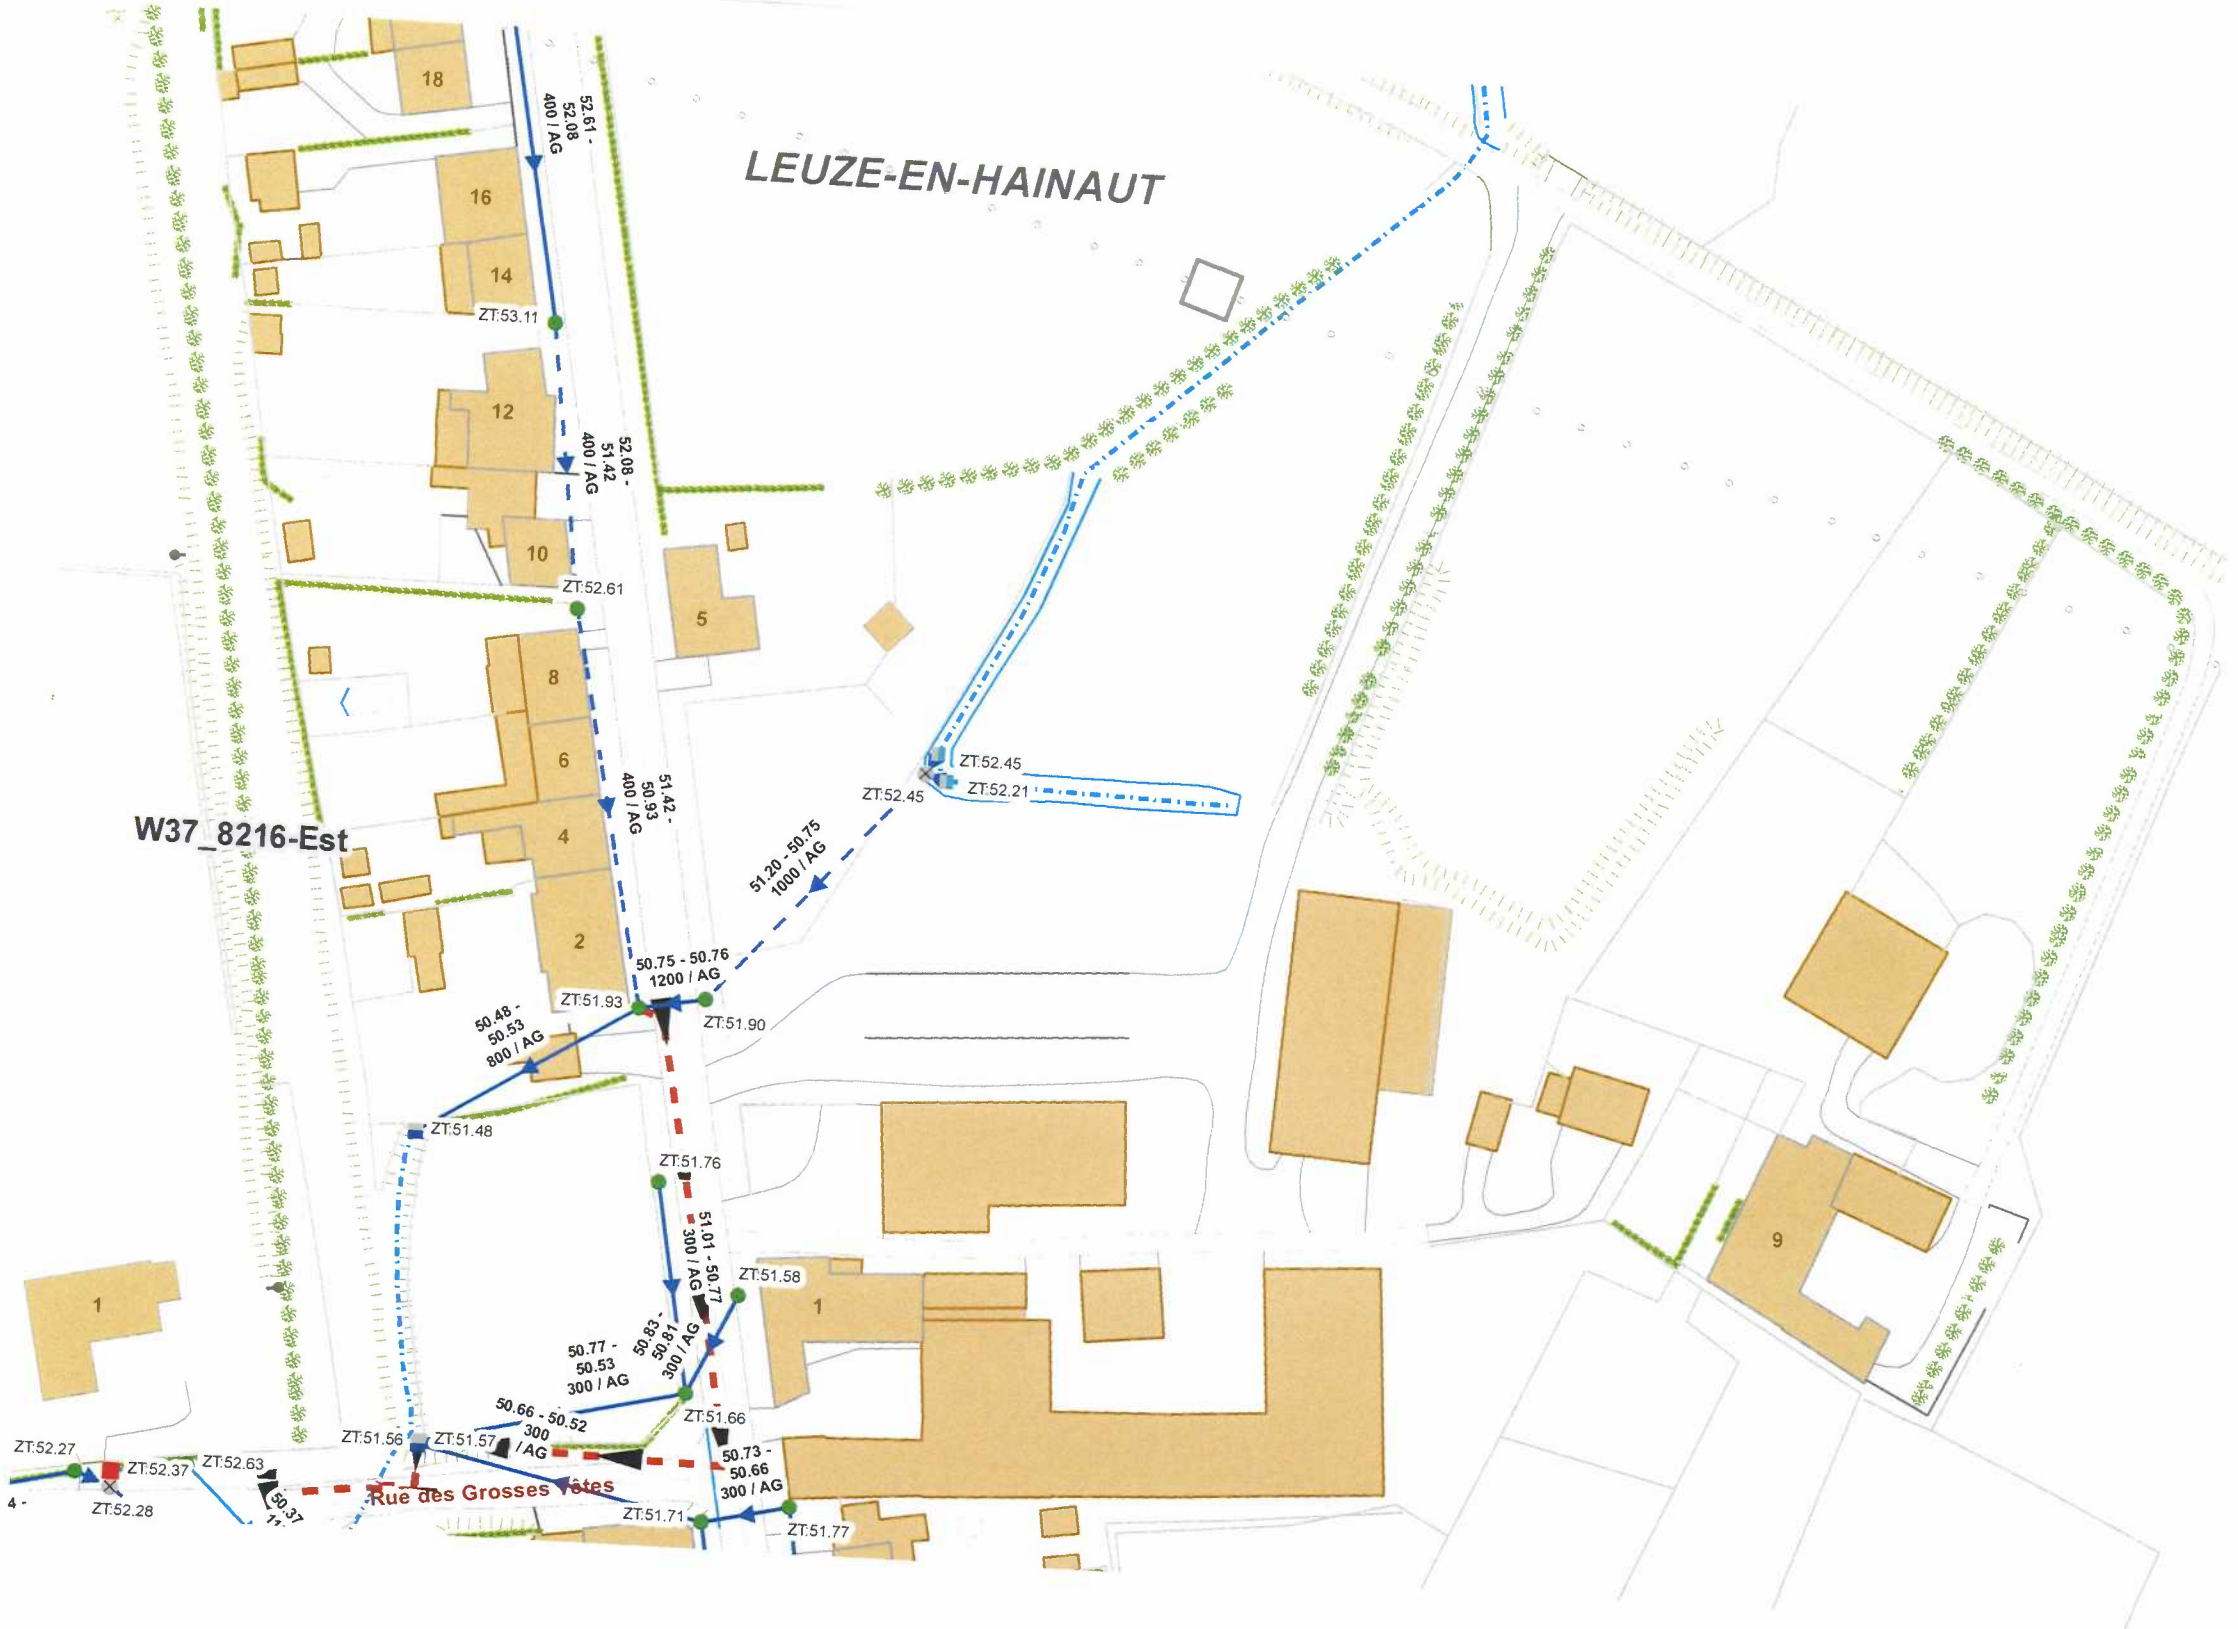 18
52.61 -
52.08
400 / AG
LEUZE-EN-HAINAUT
16
14
ZT:53.11
12
52.08 -
51.42
400 / AG
10
ZT:52.61
5
8
6
51.42 -
50.93
400 / AG
ZT:52.45
ZT:52.21
ZT:52.45
W37_8216-Est
4
51.20 - 50.75
1000 / AG
2
50.75 - 50.76
1200 / AG
ZT:51.93
ZT:51.90
50.48 -
50.53
800 / AG
ZT:51.48
ZT:51.76
51.01 - 50.77
300 / AG
9
1
ZT:51.58
1
50.83 -
50.81
300 / AG
50.77 -
50.53
300 / AG
50.66 - 50.52
300
/ AG
ZT:51.66
ZT:51.56
ZT:51.57
50.73 -
50.66
300 / AG
ZT:52.27
ZT:52.37
ZT:52.63
4 -
ZT:52.28
50.37
Rue des Grosses Têtes
ZT:51.71
ZT:51.77